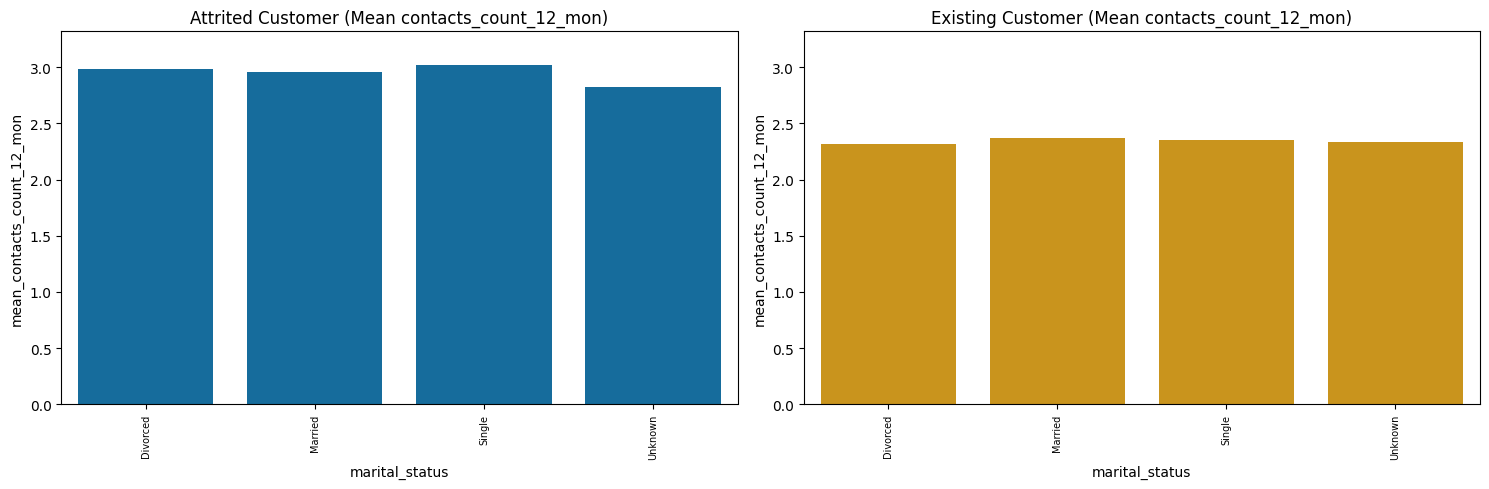 Attrited Customer (Mean contacts_count_12_mon)
mean_contacts_count_12_mon
3.0
2.5
2.0
1.5
1.0
0.5
0.0
Divorced
Married
Single
Unknown
marital_status
Existing Customer (Mean contacts_count_12_mon)
mean_contacts_count_12_mon
3.0
2.5
2.0
1.5
1.0
0.5
0.0
Divorced
Married
Single
Unknown
marital_status